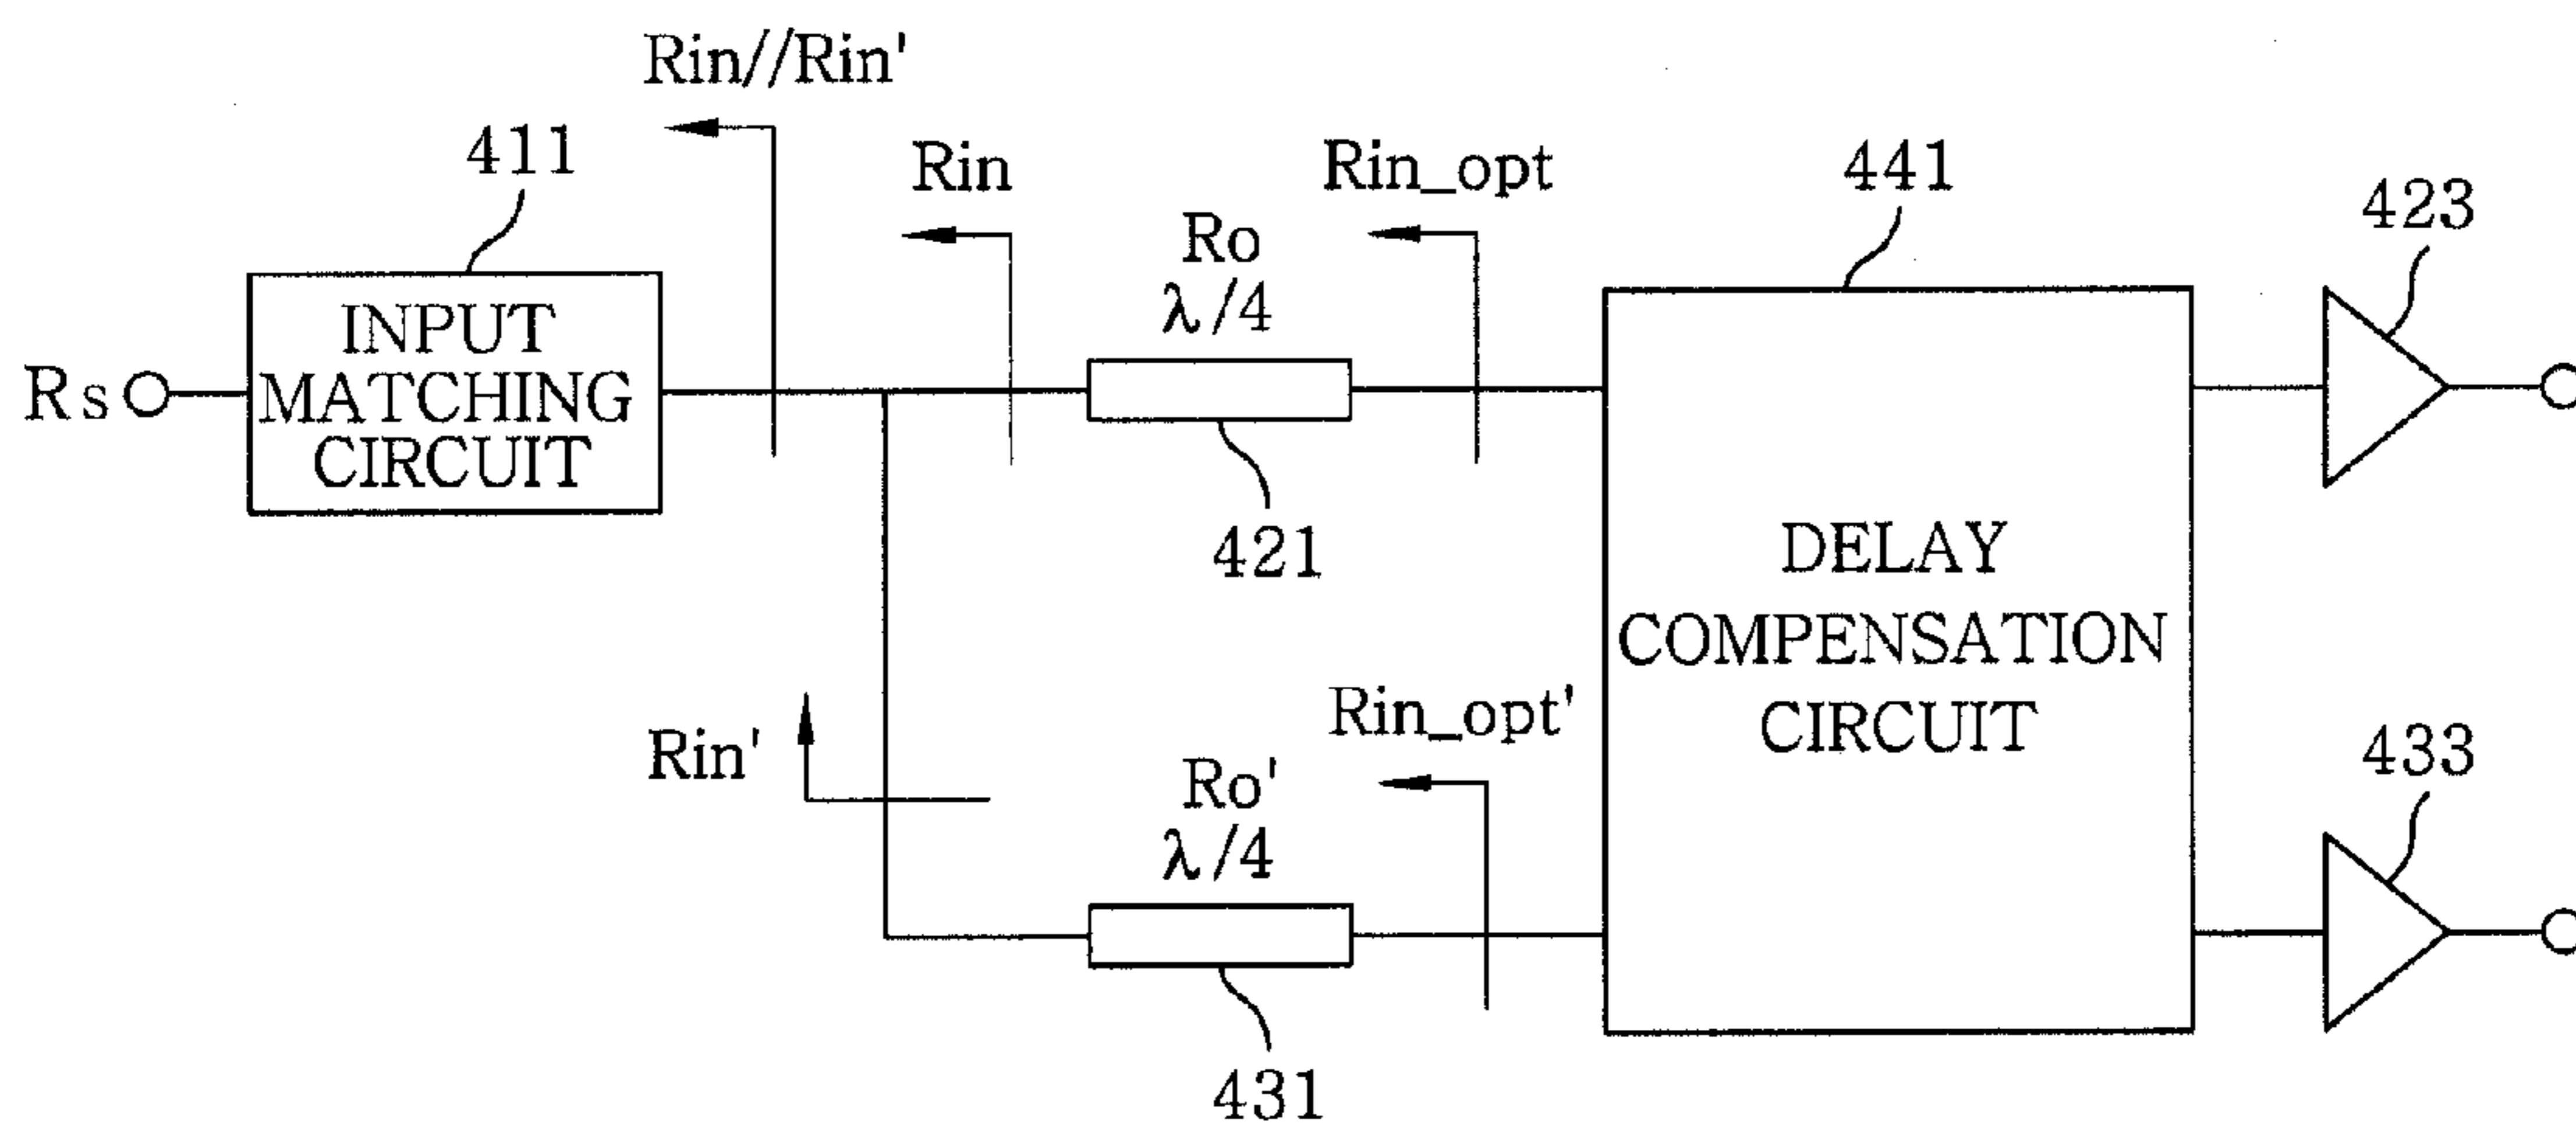 Rin//Rin'
411
Rin
Rin_opt
441
423
Ro
λ/4
Rs
INPUT
MATCHING
CIRCUIT
421
DELAY
COMPENSATION
CIRCUIT
Rin'
Rin_opt'
Ro'
λ/4
433
431